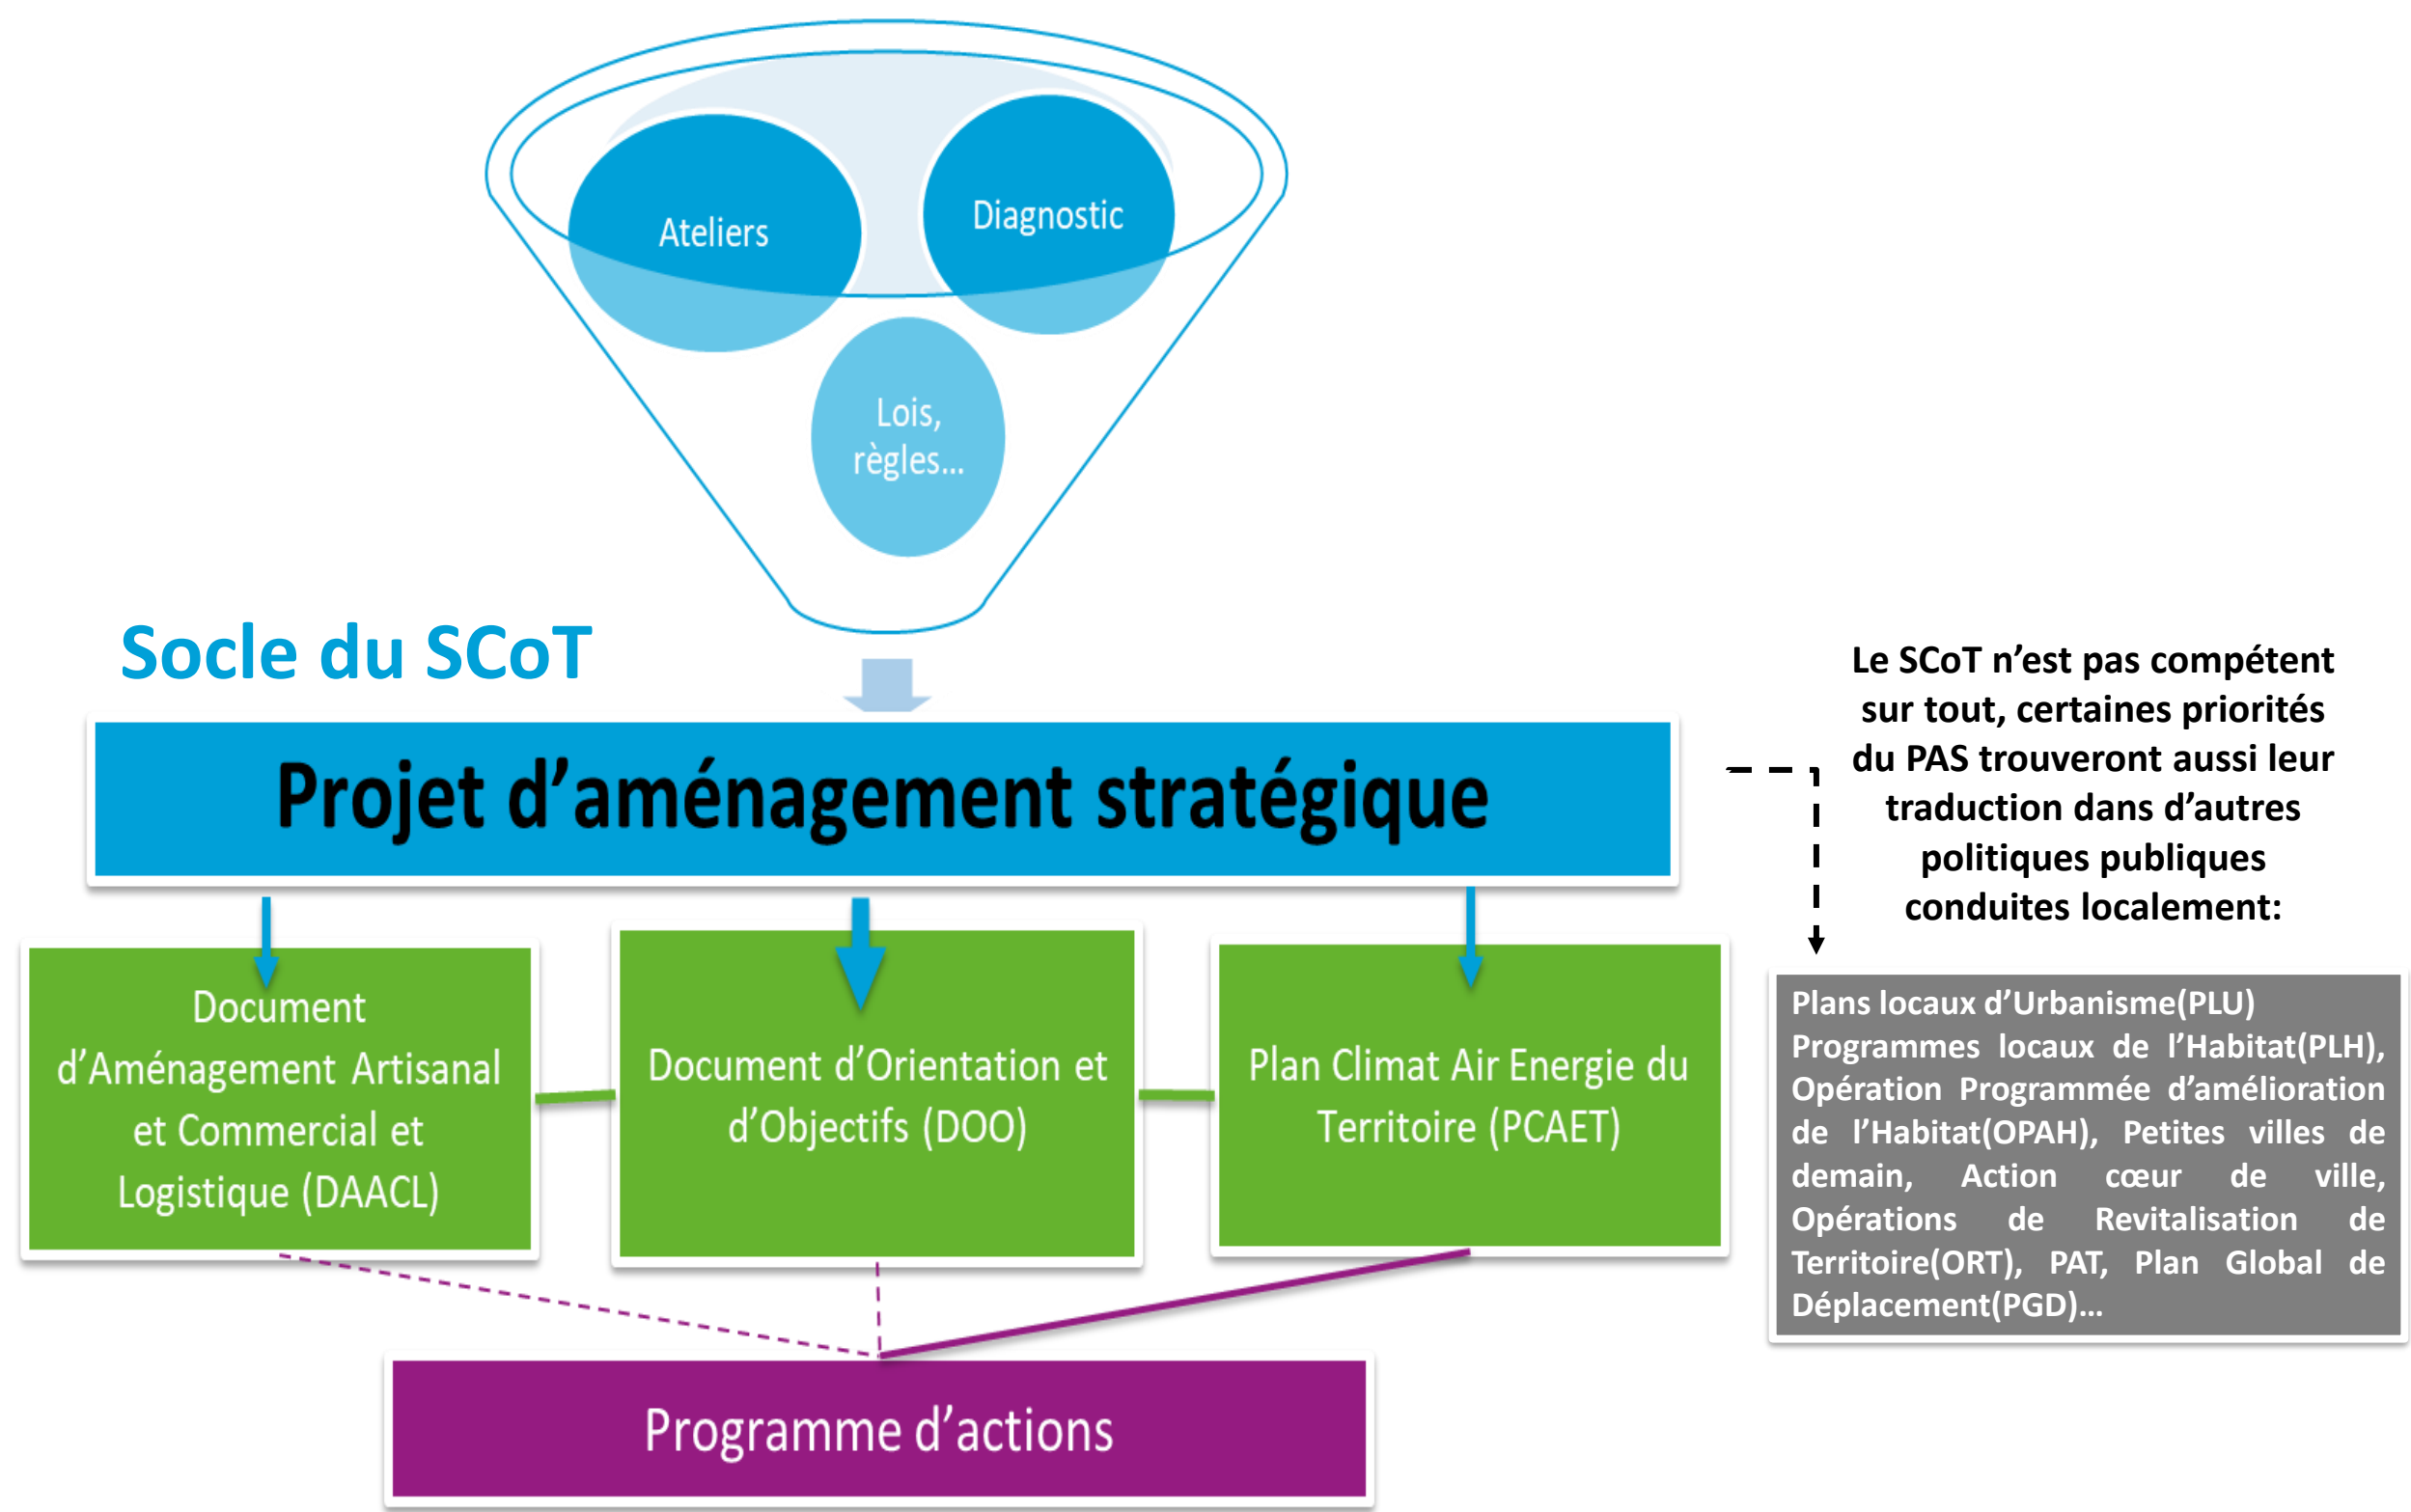 Ateliers
Diagnostic
Lois,
règles...
Socle du SCoT
Projet d’aménagement stratégique
Le SCoT n’est pas compétent
sur tout, certaines priorités
du PAS trouveront aussi leur
traduction dans d’autres
politiques publiques
conduites localement:
Document
d’Aménagement Artisanal
et Commercial et
Logistique (DAACL)
Document d’Orientation et
d’Objectifs (DOO)
Plan Climat Air Energie du
Territoire (PCAET)
Plans locaux d’Urbanisme(PLU)
Programmes locaux de l’Habitat(PLH),
Opération Programmée d’amélioration
de l’Habitat(OPAH), Petites villes de
demain, Action cœur de ville,
Opérations de Revitalisation de
Territoire(ORT), PAT, Plan Global de
Déplacement(PGD)...
Programme d’actions